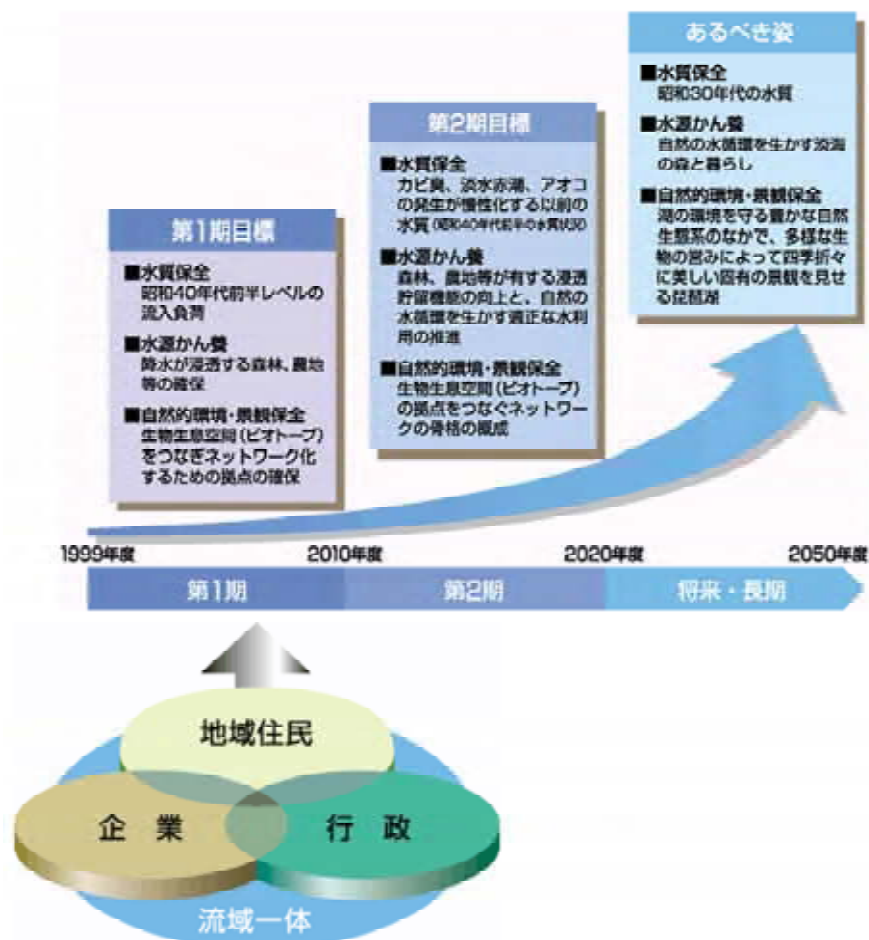 あるべき姿
■水質保全
昭和30年代の水質
■水源かん養
自然の水循環を生かす淡海
の森と暮らし
■自然的環境・景観保全
湖の環境を守る豊かな自然
生態系のなかで、多様な生
物の営みによって四季折々
に美しい固有の景観を見せ
る琵琶湖
第2期目標
■水質保全
カビ臭、淡水赤潮、アオコ
の発生が慢性化する以前の
水質(昭和40年代前半の水質状況)
■水源かん養
森林、農地等が有する浸透
貯留機能の向上と、自然の
水循環を生かす適正な水利
用の推進
■自然的環境・景観保全
生物生息空間(ビオトープ)
の拠点をつなぐネットワー
クの骨格の概成
第1期目標
■水質保全
昭和40年代前半レベルの
流入負荷
■水源かん養
降水が浸透する森林、農地
等の確保
■自然的環境・景観保全
生物生息空間(ビオトープ)
をつなぎネットワーク化
するための拠点の確保
1999年度 2010年度 2020年度 2050年度
第1期 第2期 将来・長期
地域住民
企業 行政
流域一体